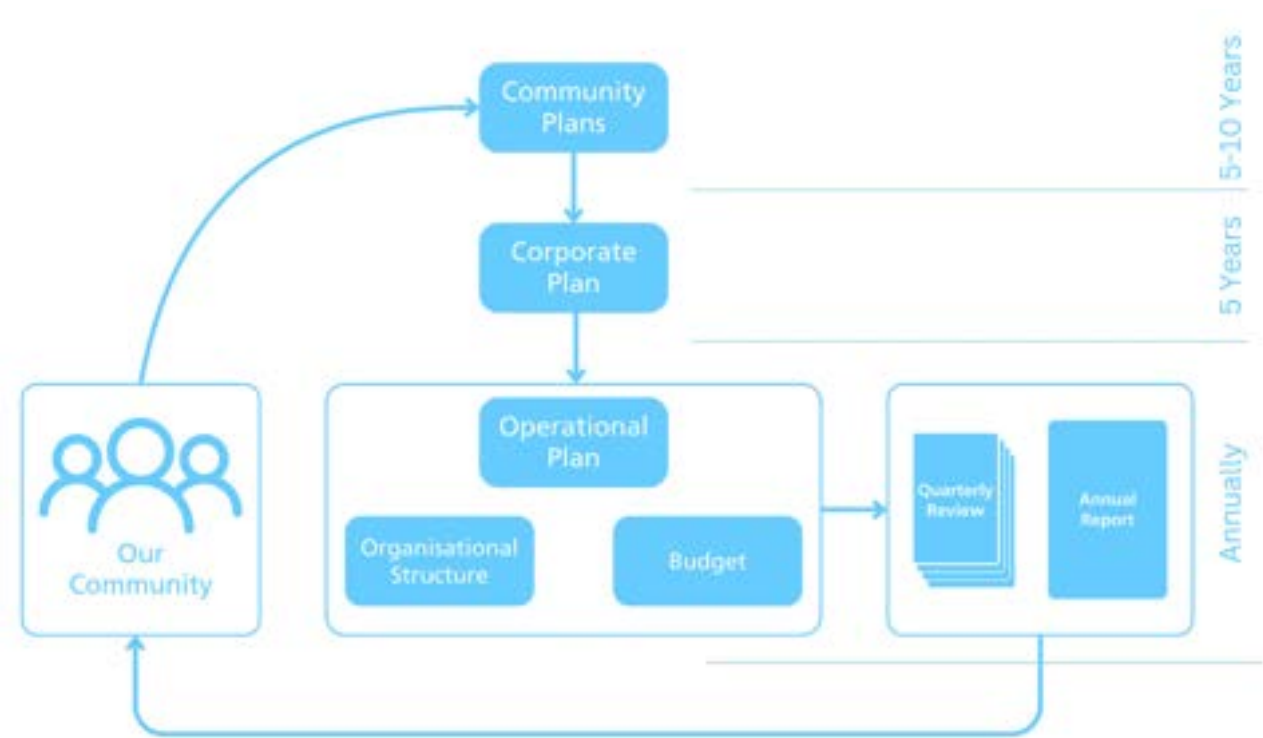 Community
Plans
5-10 Years
Corporate
Plan
5 Years
Our
Community
Operational
Plan
Organisational
Structure
Budget
Quarterly
Review
Annual
Report
Annually